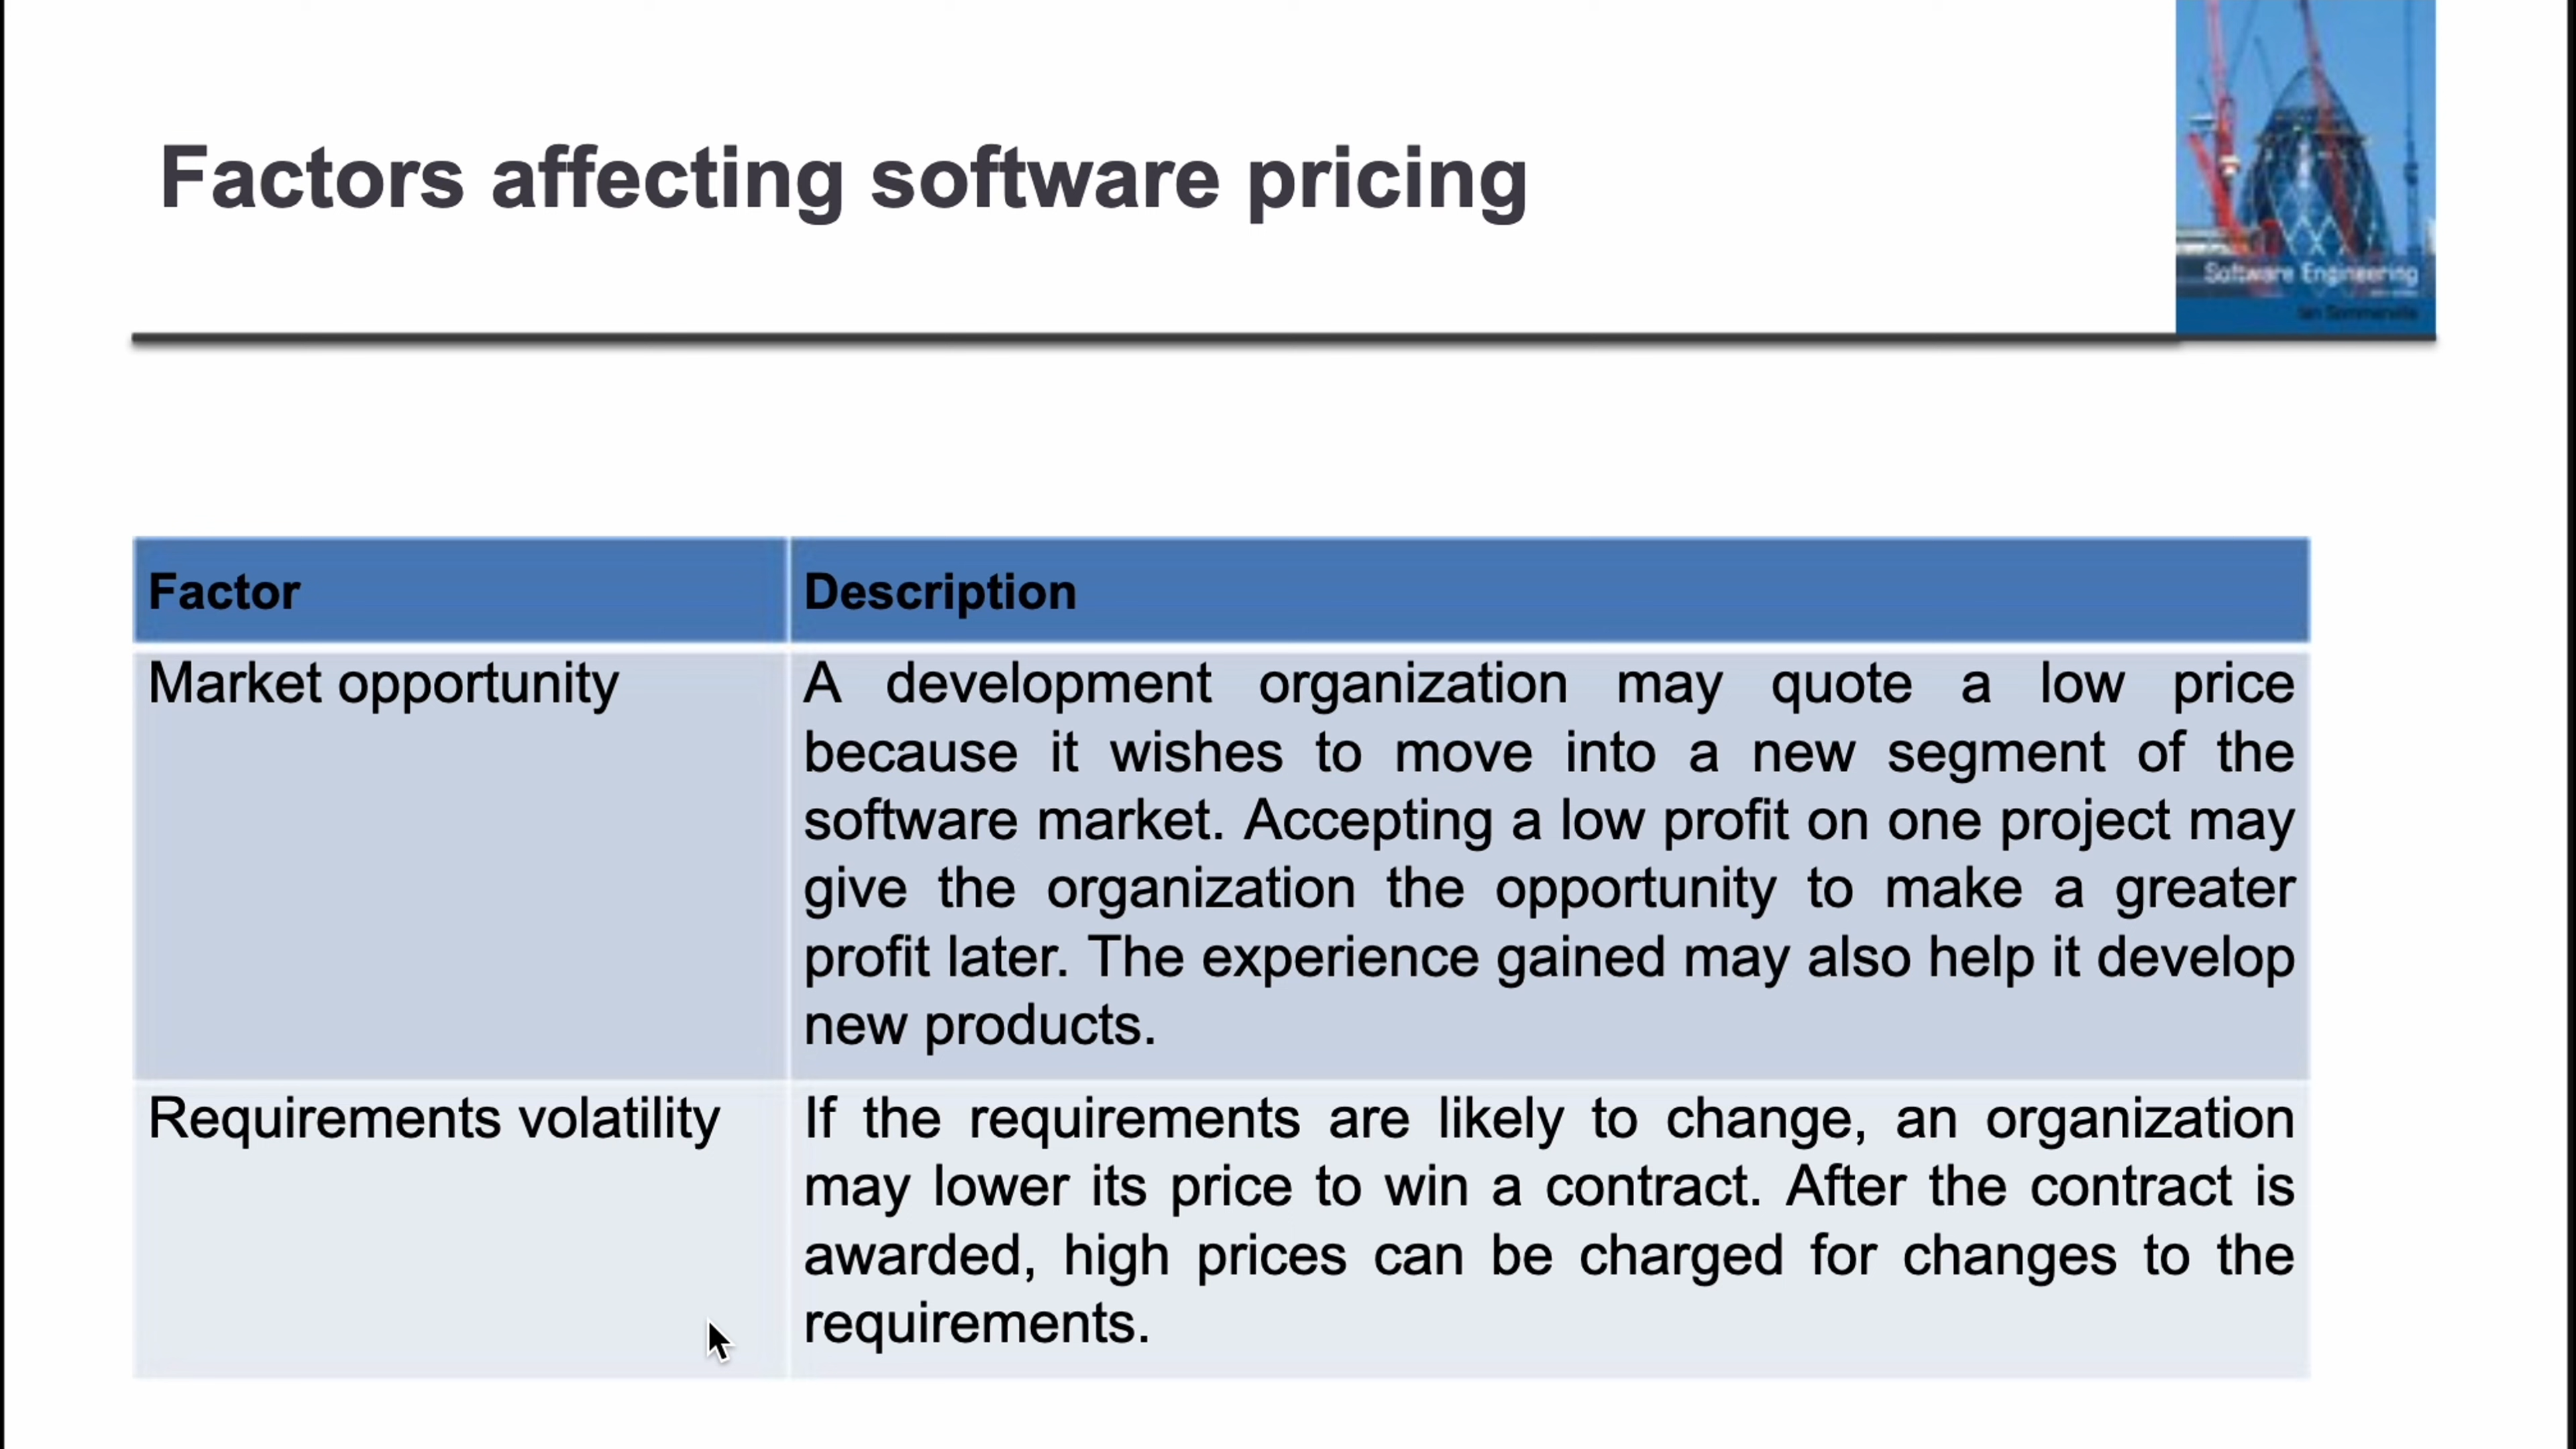 Factors affecting software pricing
Software Engineering
Ian Sommerville
Factor
Description
Market opportunity
A development organization may quote a low price
because it wishes to move into a new segment of the
software market. Accepting a low profit on one project may
give the organization the opportunity to make a greater
profit later. The experience gained may also help it develop
new products.
Requirements volatility
If the requirements are likely to change, an organization
may lower its price to win a contract. After the contract is
awarded, high prices can be charged for changes to the
requirements.